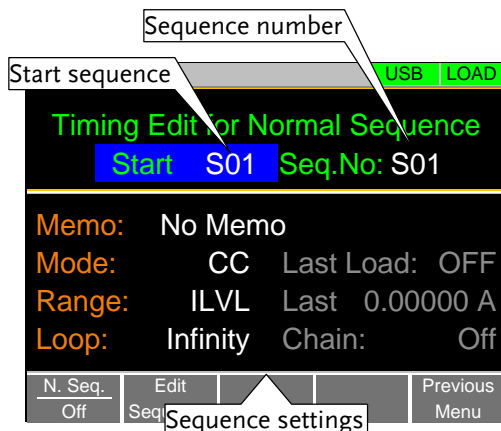 Sequence number
Start sequence
USB LOAD
Timing Edit for Normal Sequence
Start S01 Seq.No: S01
Memo: No Memo
Mode: CC Last Load: OFF
Range: ILVL Last 0.00000 A
Loop: Infinity Chain: Off
N. Seq. Edit Previous
Off Menu
Sequence settings